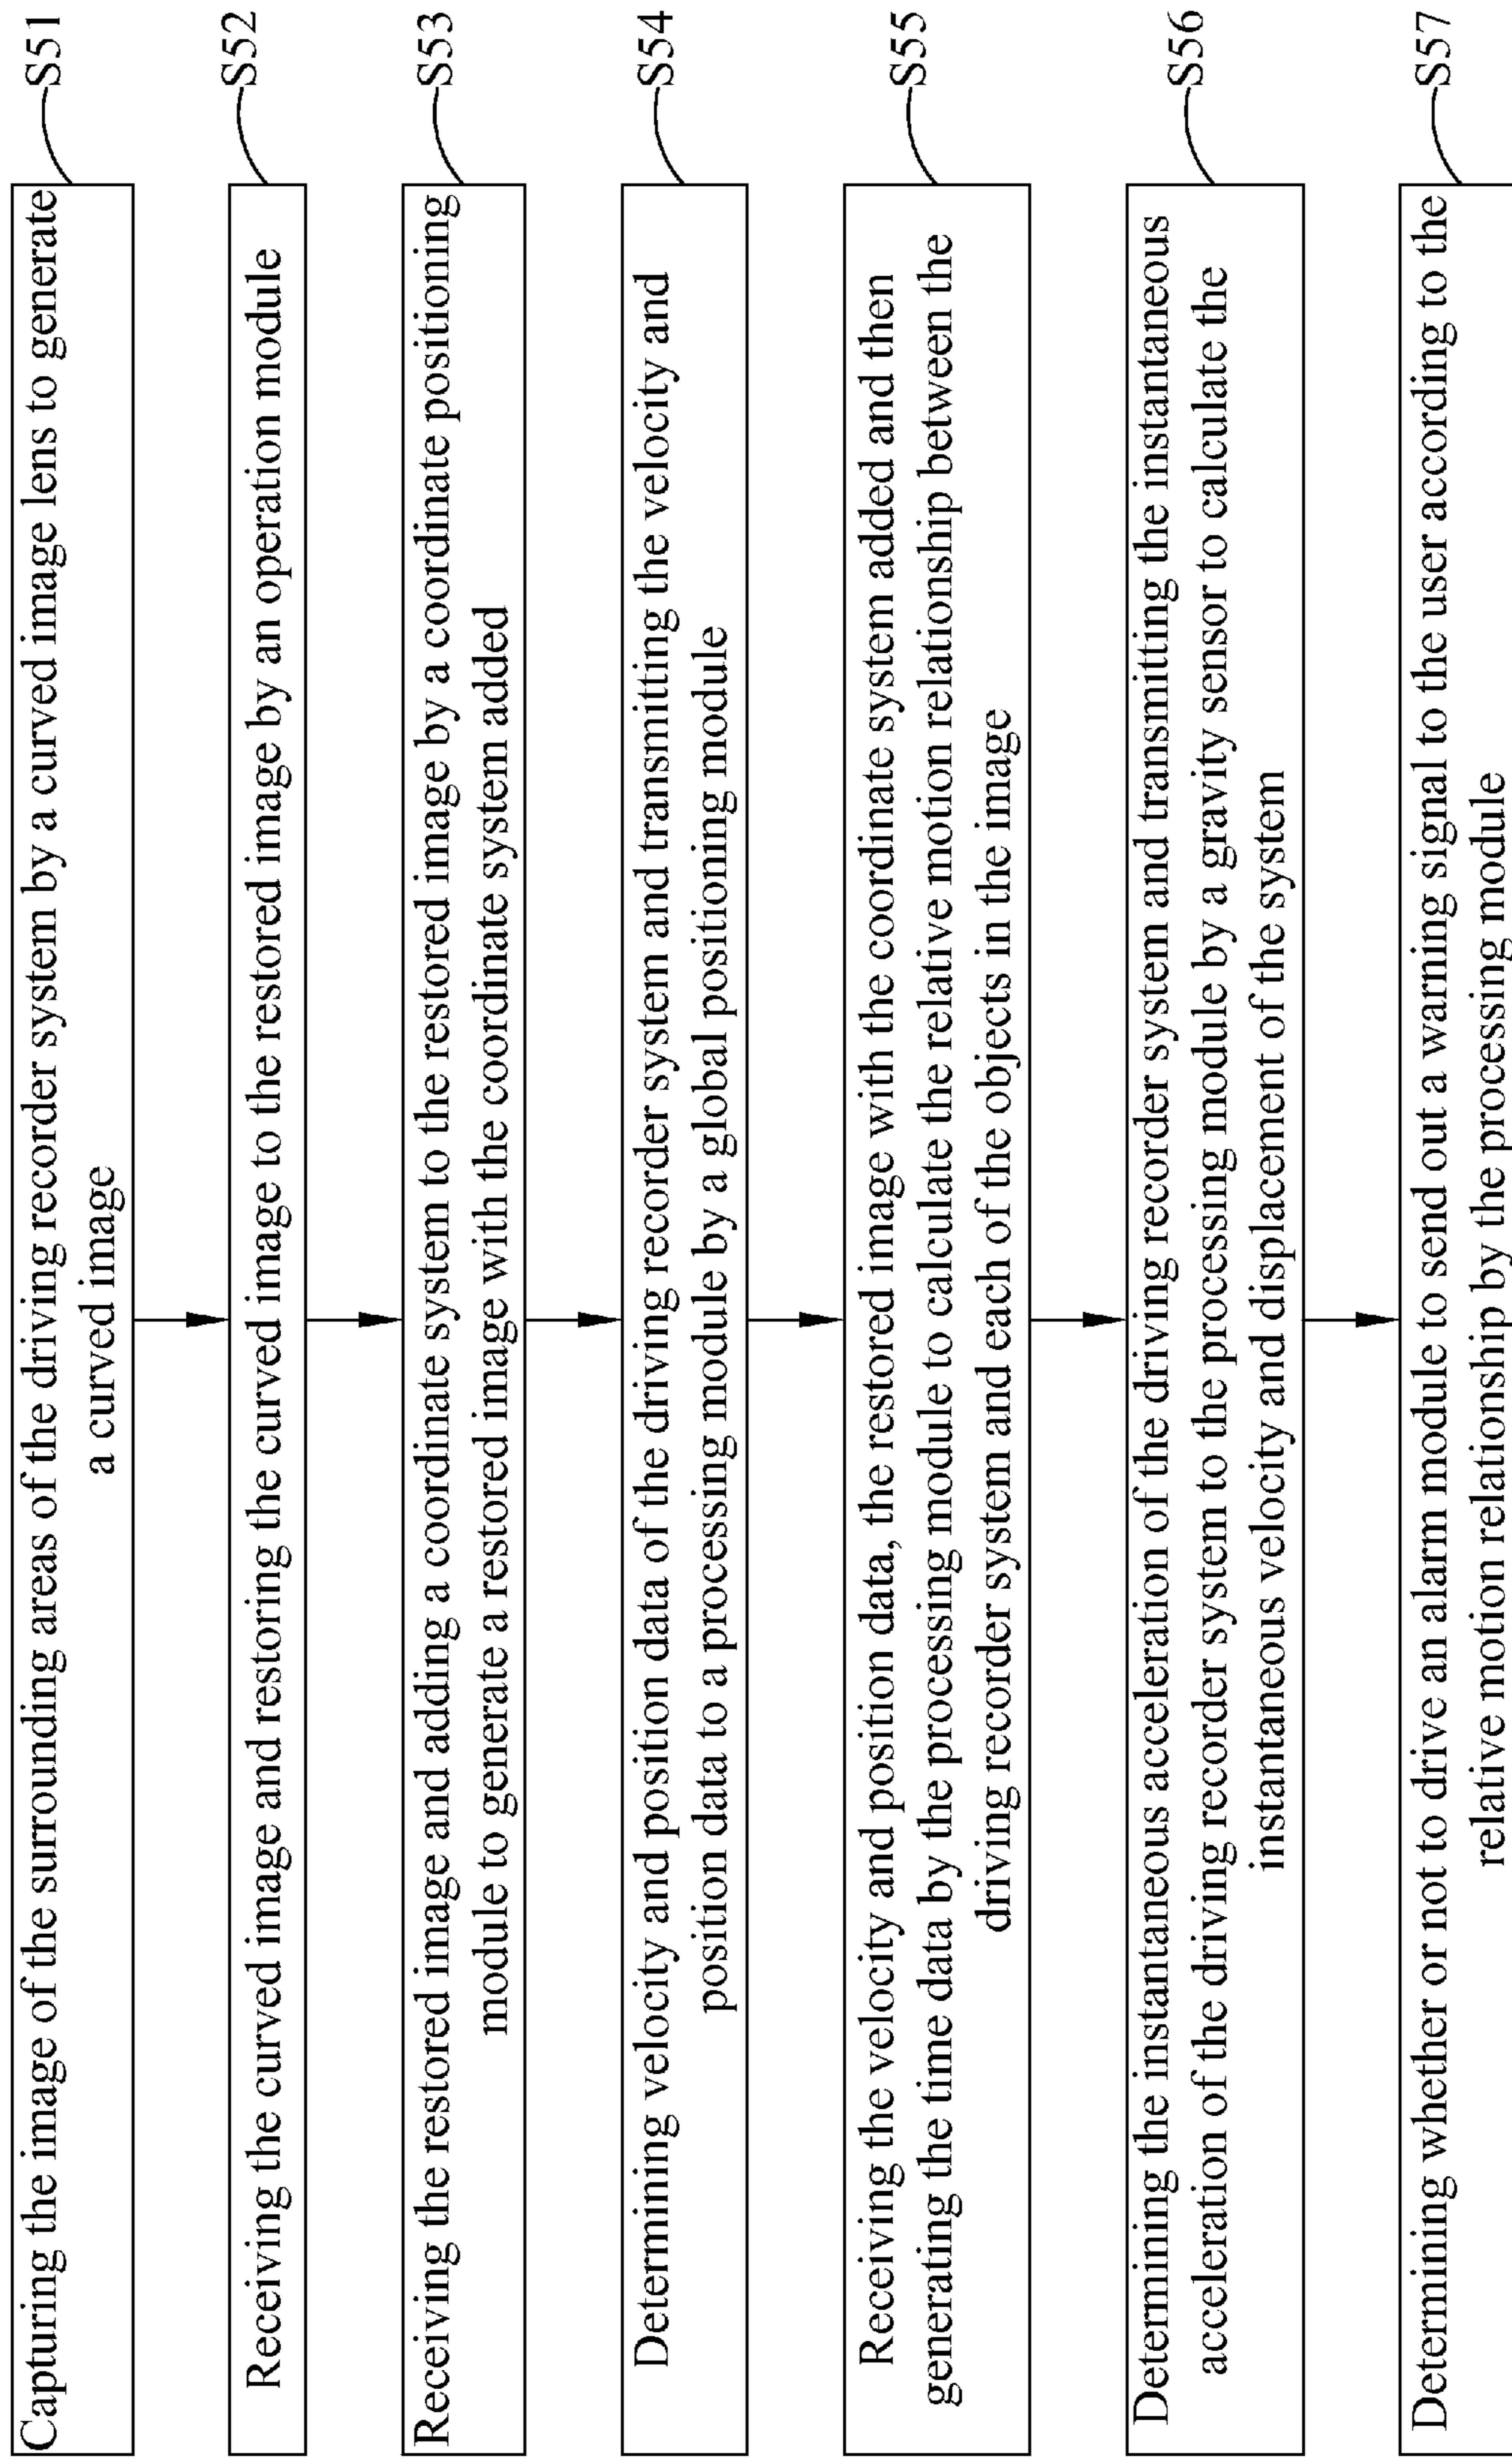 Capturing the image of the surrounding areas of the driving recorder system by a curved image lens to generate
a curved image
S51
Receiving the curved image and restoring the curved image to the restored image by an operation module
S52
Receiving the restored image and adding a coordinate system to the restored image by a coordinate positioning
module to generate a restored image with the coordinate system added
S53
Determining velocity and position data of the driving recorder system and transmitting the velocity and
position data to a processing module by a global positioning module
S54
Receiving the velocity and position data, the restored image with the coordinate system added and then
generating the time data by the processing module to calculate the relative motion relationship between the
driving recorder system and each of the objects in the image
S55
Determining the instantaneous acceleration of the driving recorder system and transmitting the instantaneous
acceleration of the driving recorder system to the processing module by a gravity sensor to calculate the
instantaneous velocity and displacement of the system
S56
Determining whether or not to drive an alarm module to send out a warning signal to the user according to the
relative motion relationship by the processing module
S57